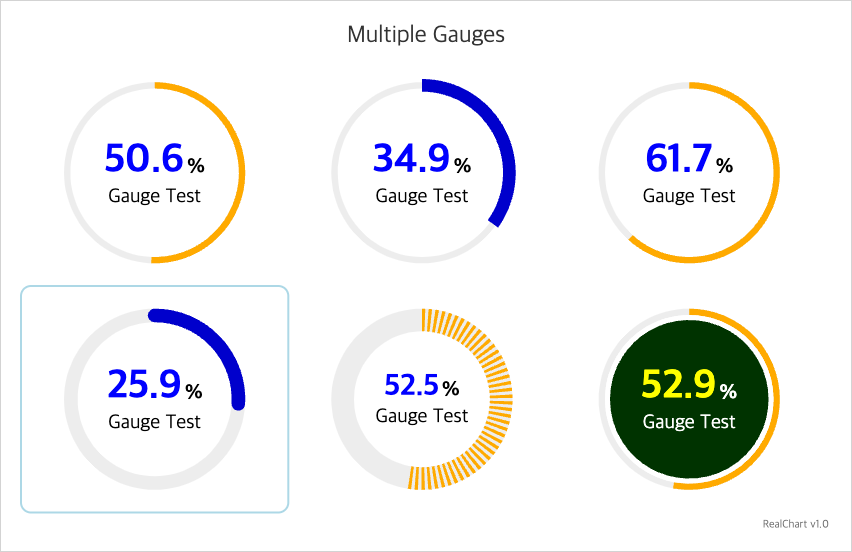 Multiple Gauges
50.6 %
Gauge Test
34.9 %
Gauge Test
61.7 %
Gauge Test
25.9 %
Gauge Test
52.5 %
Gauge Test
52.9 %
Gauge Test
RealChart v1.0